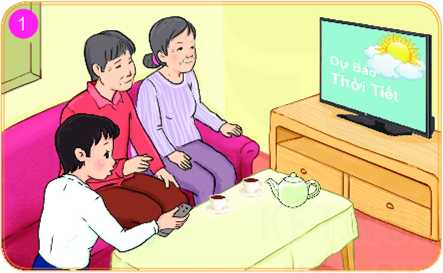 1
Dự Báo
Thời Tiết